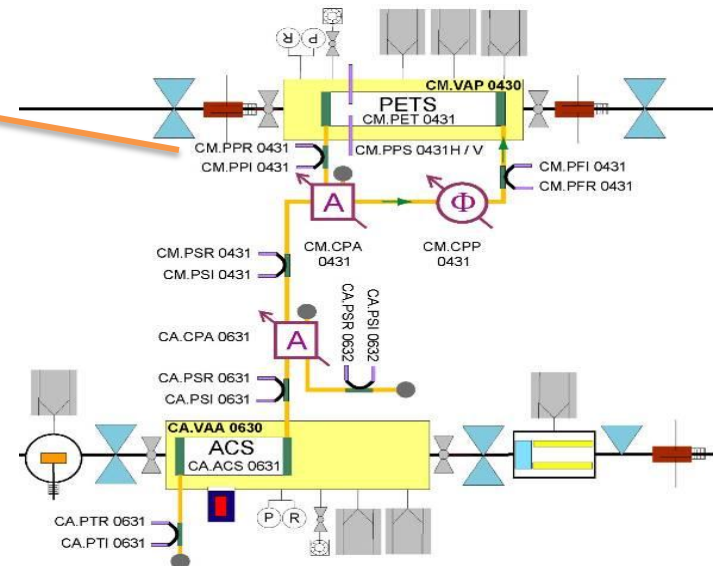 R
P
CM.VAP 0430
PETS
CM.PET 0431
CM.PPR 0431
CM.PPI 0431
CM.PPS 0431H / V
CM.PFI 0431
CM.PFR 0431
A
Φ
CM.CPA
0431
CM.CPP
0431
CM.PSR 0431
CM.PSI 0431
CA.PSI 0632
CA.PSR 0632
CA.CPA 0631
A
CA.PSR 0631
CA.PSI 0631
CA.VAA 0630
ACS
CA.ACS 0631
P
R
CA.PTR 0631
CA.PTI 0631